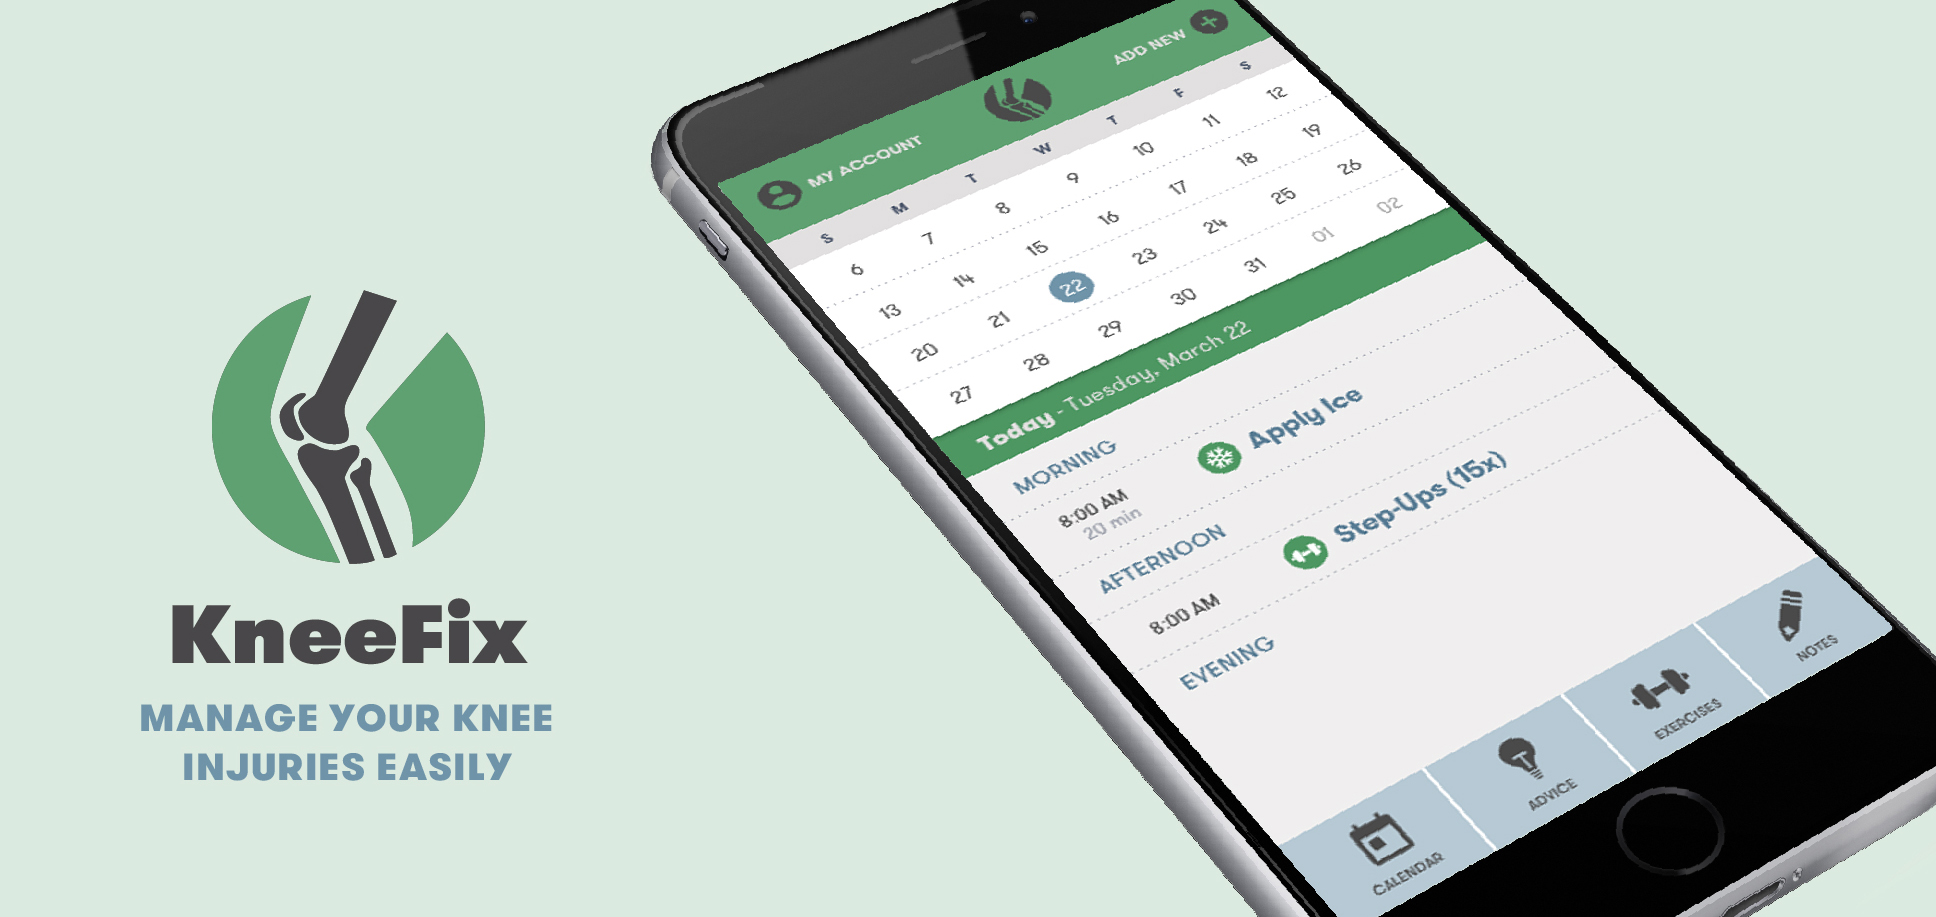 KneeFix
MANAGE YOUR KNEE
INJURIES EASILY
MY ACCOUNT
ADD NEW
S M T W T F S
6 7 8 9 10 11 12
13 14 15 16 17 18 19
20 21 22 23 24 25 26
27 28 29 30 31 01 02
Today - Tuesday, March 22
MORNING
8:00 AM
20 min
Apply Ice
AFTERNOON
8:00 AM
Step-Ups (15x)
EVENING
CALENDAR
ADVICE
EXERCISES
NOTES